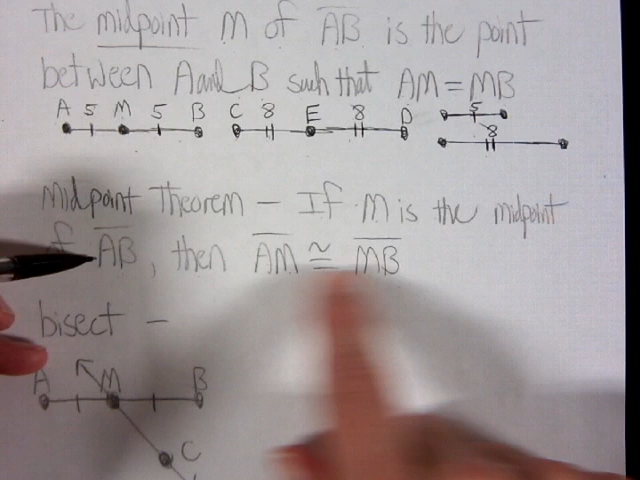 The midpoint M of AB is the point
between A and B such that AM = MB
A 5 M 5 B C 8 E 8 D 5
8
Midpoint Theorem - If M is the midpoint
of AB, then AM ≅ MB
bisect -
A M B
C